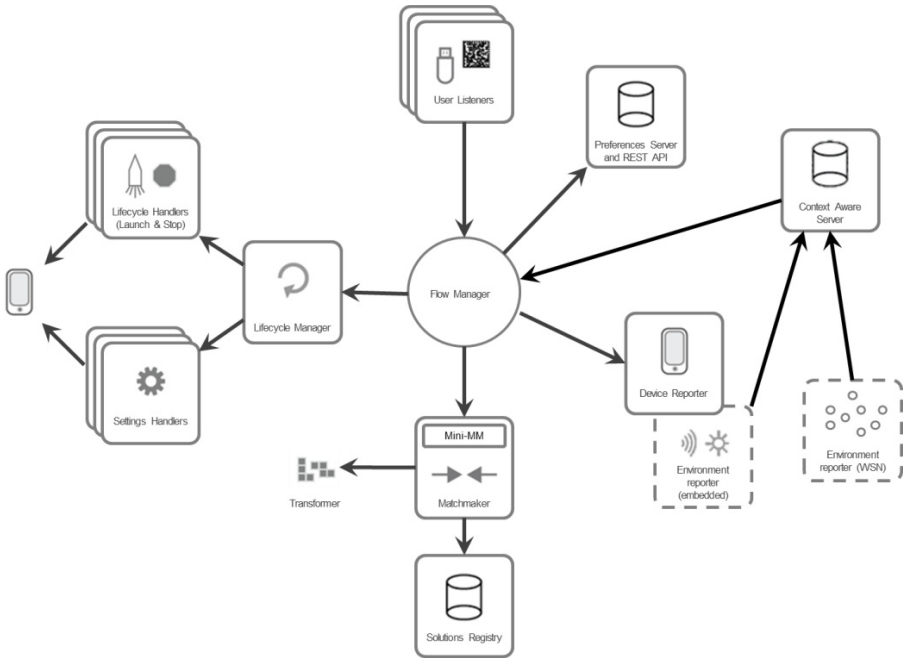 User Listeners
Preferences Server
and REST API
Context Aware
Server
Lifecycle Handlers
(Launch & Stop)
Flow Manager
Lifecycle Manager
Device Reporter
Settings Handlers
Mini-MM
Matchmaker
Transformer
Environment
reporter
(embedded)
Environment
reporter (WSN)
Solutions Registry